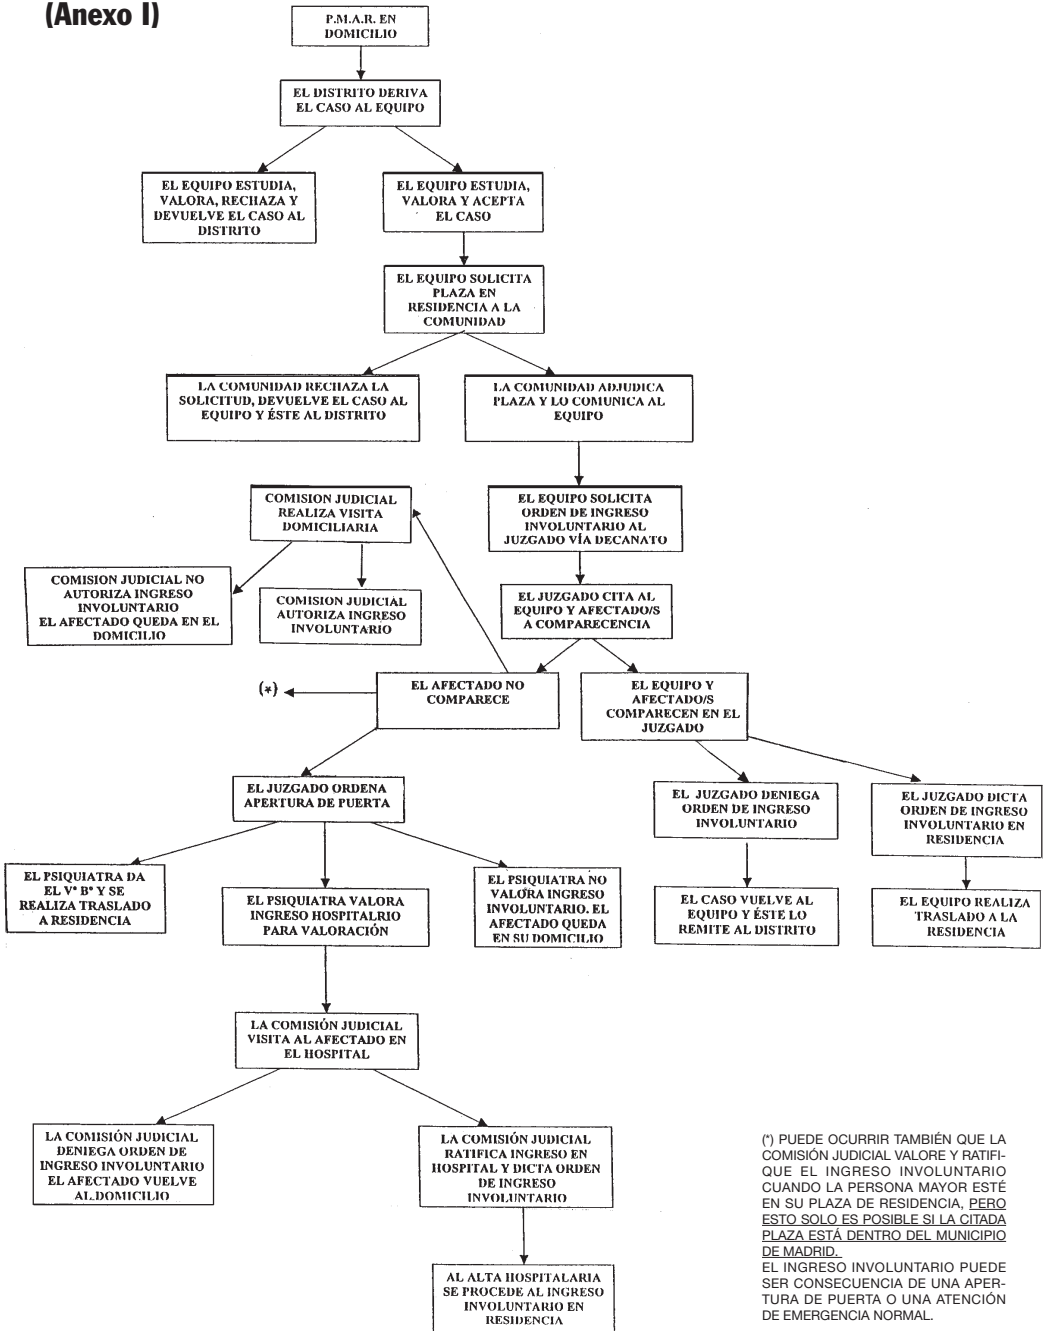 (Anexo I)
P.M.A.R. EN
DOMICILIO
EL DISTRITO DERIVA
EL CASO AL EQUIPO
EL EQUIPO ESTUDIA,
VALORA, RECHAZA Y
DEVUELVE EL CASO AL
DISTRITO
EL EQUIPO ESTUDIA,
VALORA Y ACEPTA
EL CASO
EL EQUIPO SOLICITA
PLAZA EN
RESIDENCIA A LA
COMUNIDAD
LA COMUNIDAD RECHAZA LA
SOLICITUD, DEVUELVE EL CASO AL
EQUIPO Y ÉSTE AL DISTRITO
LA COMUNIDAD ADJUDICA
PLAZA Y LO COMUNICA AL
EQUIPO
COMISION JUDICIAL
REALIZA VISITA
DOMICILIARIA
EL EQUIPO SOLICITA
ORDEN DE INGRESO
INVOLUNTARIO AL
JUZGADO VÍA DECANATO
COMISION JUDICIAL NO
AUTORIZA INGRESO
INVOLUNTARIO
EL AFECTADO QUEDA EN EL
DOMICILIO
COMISION JUDICIAL
AUTORIZA INGRESO
INVOLUNTARIO
EL JUZGADO CITA AL
EQUIPO Y AFECTADO/S
A COMPARECENCIA
(*)
EL AFECTADO NO
COMPARECE
EL EQUIPO Y
AFECTADO/S
COMPARECEN EN EL
JUZGADO
EL JUZGADO ORDENA
APERTURA DE PUERTA
EL JUZGADO DENIEGA
ORDEN DE INGRESO
INVOLUNTARIO
EL JUZGADO DICTA
ORDEN DE INGRESO
INVOLUNTARIO EN
RESIDENCIA
EL PSIQUIATRA DA
EL Vº Bº Y SE
REALIZA TRASLADO
A RESIDENCIA
EL PSIQUIATRA VALORA
INGRESO HOSPITALRIO
PARA VALORACIÓN
EL PSIQUIATRA NO
VALORA INGRESO
INVOLUNTARIO. EL
AFECTADO QUEDA
EN SU DOMICILIO
EL CASO VUELVE AL
EQUIPO Y ÉSTE LO
REMITE AL DISTRITO
EL EQUIPO REALIZA
TRASLADO A LA
RESIDENCIA
LA COMISIÓN JUDICIAL
VISITA AL AFECTADO EN
EL HOSPITAL
LA COMISIÓN JUDICIAL
DENIEGA ORDEN DE
INGRESO INVOLUNTARIO
EL AFECTADO VUELVE
AL DOMICILIO
LA COMISIÓN JUDICIAL
RATIFICA INGRESO EN
HOSPITAL Y DICTA ORDEN
DE INGRESO
INVOLUNTARIO
AL ALTA HOSPITALARIA
SE PROCEDE AL INGRESO
INVOLUNTARIO EN
RESIDENCIA
(*) PUEDE OCURRIR TAMBIÉN QUE LA
COMISIÓN JUDICIAL VALORE Y RATIFI-
QUE EL INGRESO INVOLUNTARIO
CUANDO LA PERSONA MAYOR ESTÉ
EN SU PLAZA DE RESIDENCIA, PERO
ESTO SOLO ES POSIBLE SI LA CITADA
PLAZA ESTÁ DENTRO DEL MUNICIPIO
DE MADRID.
EL INGRESO INVOLUNTARIO PUEDE
SER CONSECUENCIA DE UNA APER-
TURA DE PUERTA O UNA ATENCIÓN
DE EMERGENCIA NORMAL.